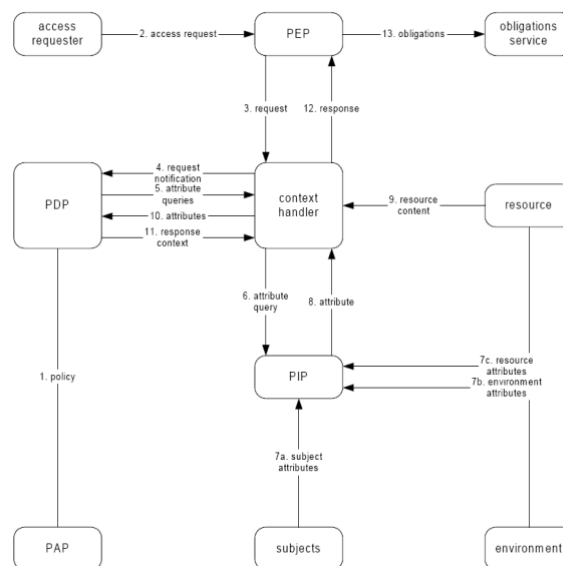 access
requester
2. access request
PEP
13. obligations
obligations
service
3. request
12. response
PDP
4. request
notification
5. attribute
queries
10. attributes
11. response
context
context
handler
9. resource
content
resource
6. attribute
query
8. attribute
1. policy
PIP
7c. resource
attributes
7b. environment
attributes
7a. subject
attributes
PAP
subjects
environment